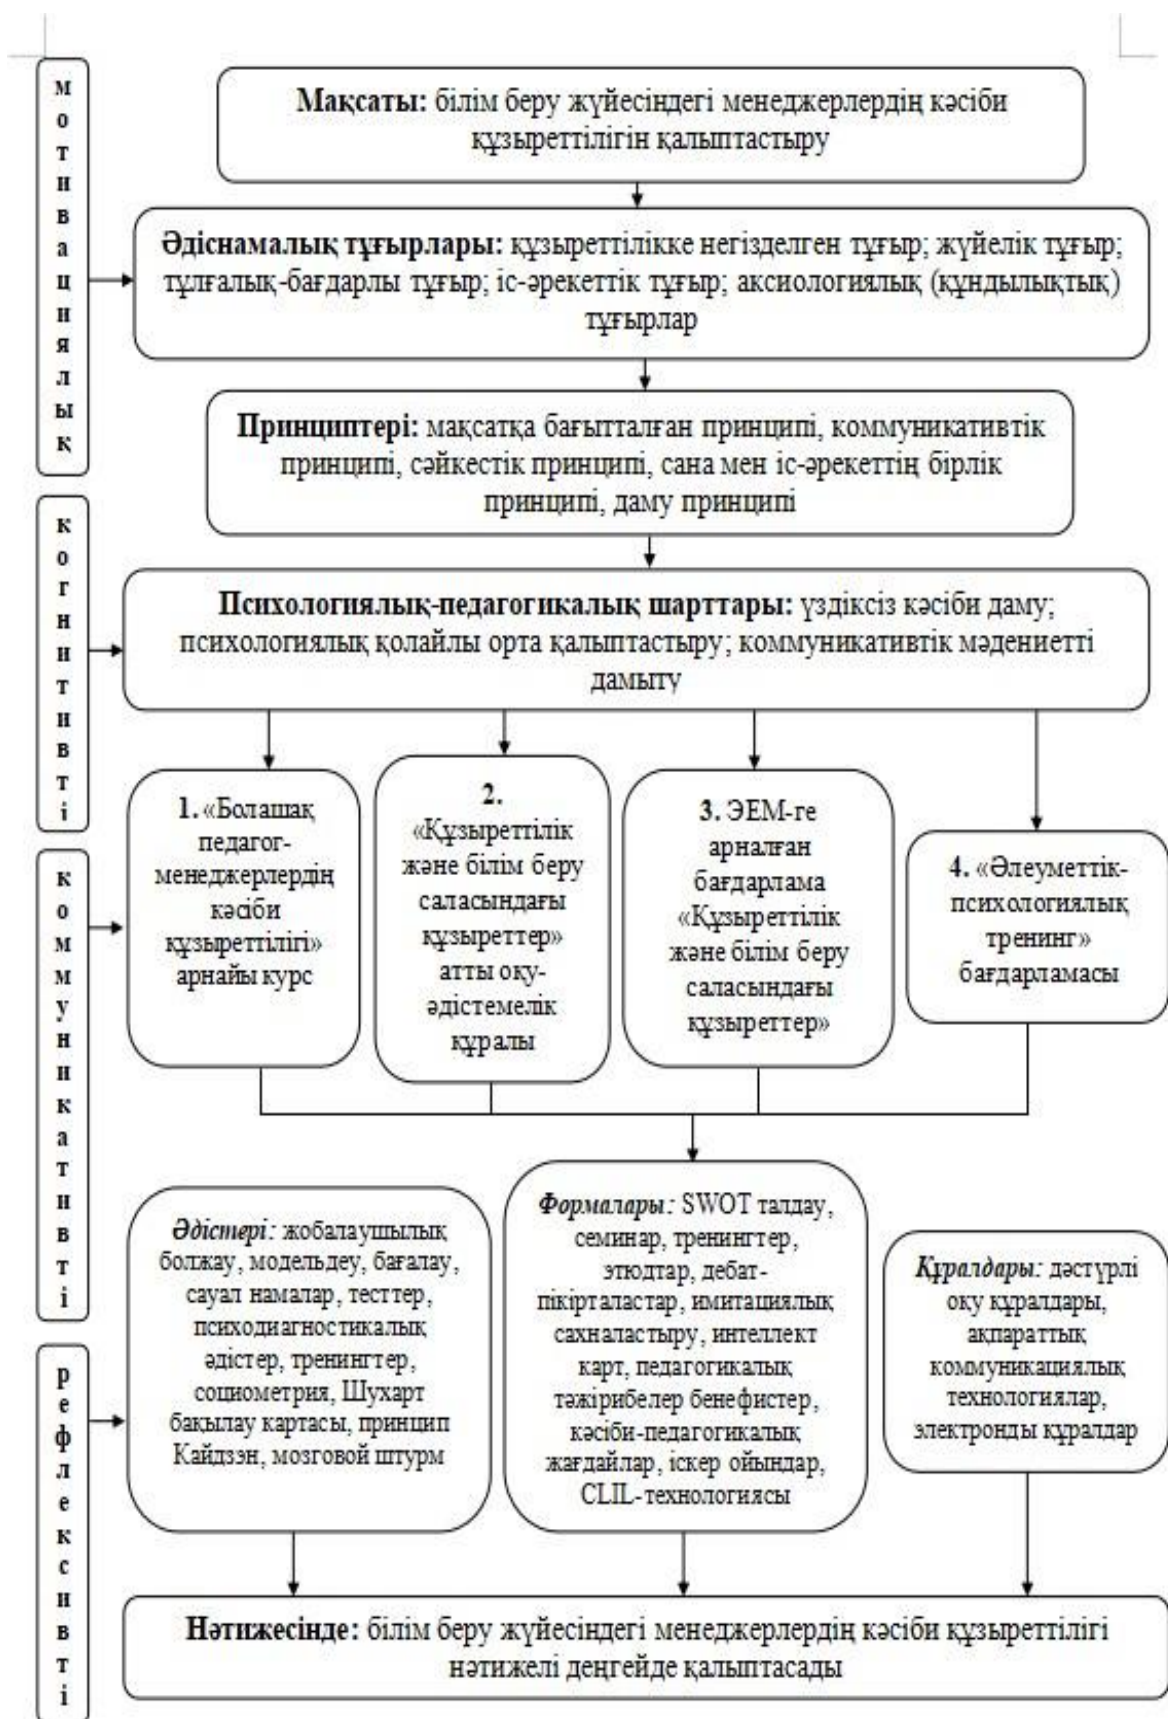 мотивациялық
Мақсаты: білім беру жүйесіндегі менеджерлердің кәсіби
құзыреттілігін қалыптастыру
Әдіснамалық тұғырлары: құзыреттілікке негізделген тұғыр; жүйелік тұғыр;
тұлғалық-бағдарлы тұғыр; іс-әрекеттік тұғыр; аксиологиялық (құндылықтық)
тұғырлар
Принциптері: мақсатқа бағытталған принципі, коммуникативтік
принципі, сәйкестік принципі, сана мен іс-әрекеттің бірлік
принципі, даму принципі
когнитивті
Психологиялық-педагогикалық шарттары: үздіксіз кәсіби даму;
психологиялық қолайлы орта қалыптастыру; коммуникативтік мәдениетті
дамыту
коммуникативті
1. «Болашақ
педагог-
менеджерлердің
кәсіби
құзыреттілігі»
арнайы курс
2.
«Құзыреттілік
және білім беру
саласындағы
құзыреттер»
атты оқу-
әдістемелік
құралы
3. ЭЕМ-ге
арналған
бағдарлама
«Құзыреттілік
және білім беру
саласындағы
құзыреттер»
4. «Әлеуметтік-
психологиялық
тренинг»
бағдарламасы
рефлексивті
Әдістері: жобалаушылық
болжау, модельдеу, бағалау,
сауал намалар, тесттер,
психодиагностикалық
әдістер, тренингтер,
социометрия, Шухарт
бақылау картасы, принцип
Кайдзэн, мозговой штурм
Формалары: SWOT талдау,
семинар, тренингтер,
этюдтар, дебат-
пікірталастар, имитациялық
сахналастыру, интеллект
карт, педагогикалық
тәжірибелер бенефистер,
кәсіби-педагогикалық
жағдайлар, іскер ойындар,
CLIL-технологиясы
Құралдары: дәстүрлі
оқу құралдары,
ақпараттық
коммуникациялық
технологиялар,
электронды құралдар
Нәтижесінде: білім беру жүйесіндегі менеджерлердің кәсіби құзыреттілігі
нәтижелі деңгейде қалыптасады